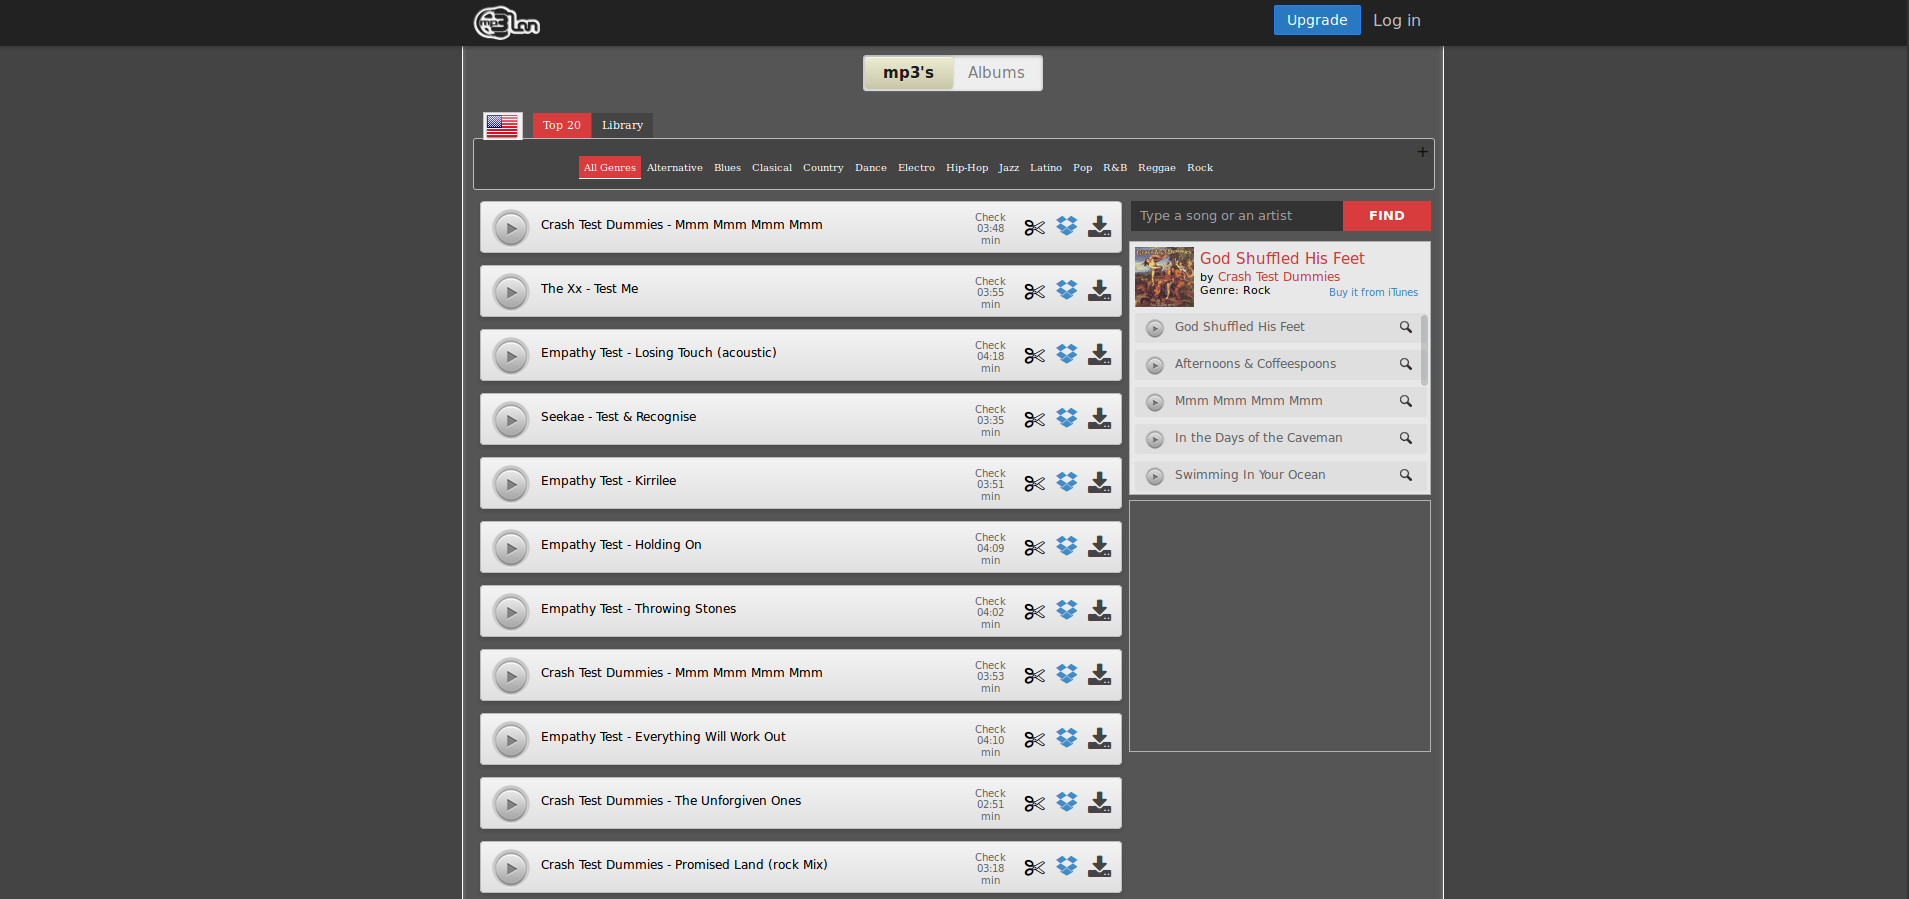 mp3lan
Upgrade Log in
mp3's Albums
Top 20 Library
+
All Genres Alternative Blues Clasical Country Dance Electro Hip-Hop Jazz Latino Pop R&B Reggae Rock
Crash Test Dummies - Mmm Mmm Mmm Mmm
Check
03:48
min
The Xx - Test Me
Check
03:55
min
Empathy Test - Losing Touch (acoustic)
Check
04:18
min
Seekae - Test & Recognise
Check
03:35
min
Empathy Test - Kirrilee
Check
03:51
min
Empathy Test - Holding On
Check
04:09
min
Empathy Test - Throwing Stones
Check
04:02
min
Crash Test Dummies - Mmm Mmm Mmm Mmm
Check
03:53
min
Empathy Test - Everything Will Work Out
Check
04:10
min
Crash Test Dummies - The Unforgiven Ones
Check
02:51
min
Crash Test Dummies - Promised Land (rock Mix)
Check
03:18
min
Type a song or an artist FIND
God Shuffled His Feet
by Crash Test Dummies
Genre: Rock Buy it from iTunes
God Shuffled His Feet
Afternoons & Coffeespoons
Mmm Mmm Mmm Mmm
In the Days of the Caveman
Swimming In Your Ocean